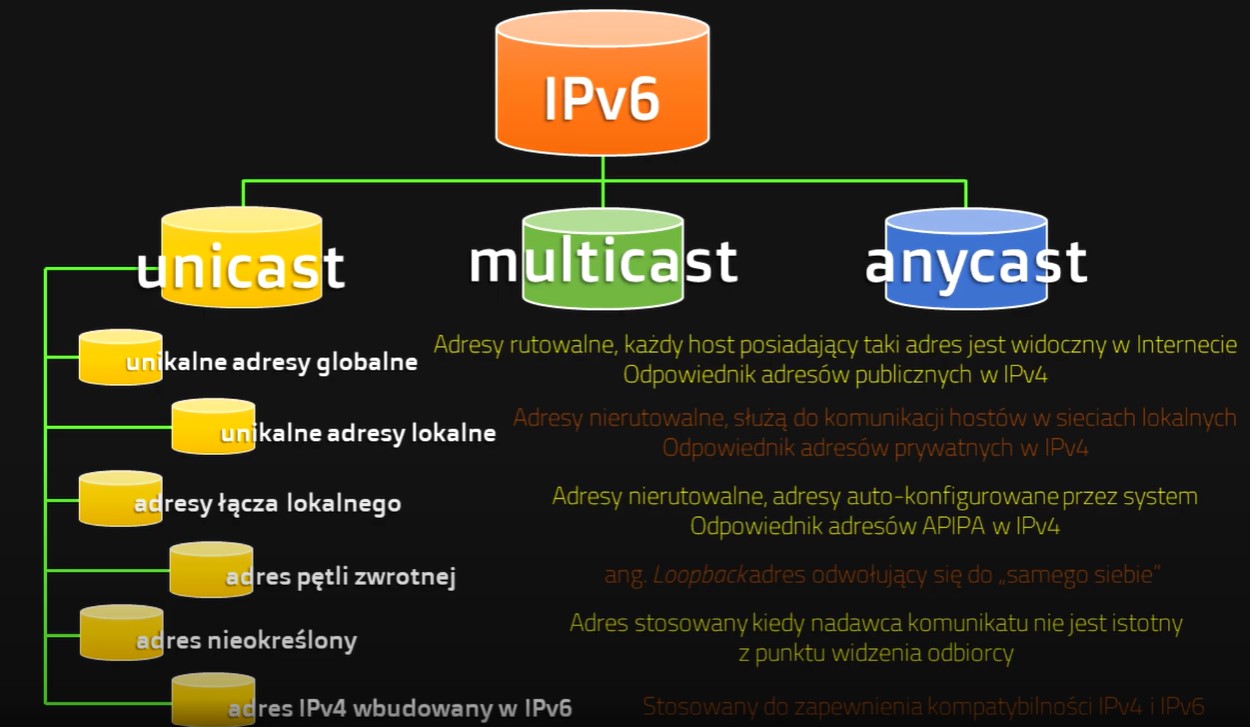 IPv6
unicast
multicast
anycast
unikalne adresy globalne
Adresy rutowalne, każdy host posiadający taki adres jest widoczny w Internecie
Odpowiednik adresów publicznych w IPv4
unikalne adresy lokalne
Adresy nierutowalne, służą do komunikacji hostów w sieciach lokalnych
Odpowiednik adresów prywatnych w IPv4
adresy łącza lokalnego
Adresy nierutowalne, adresy auto-konfigurowane przez system
Odpowiednik adresów APIPA w IPv4
adres pętli zwrotnej
ang. Loopback adres odwołujący się do „samego siebie”
adres nieokreślony
Adres stosowany kiedy nadawca komunikatu nie jest istotny
z punktu widzenia odbiorcy
adres IPv4 wbudowany w IPv6
Stosowany do zapewnienia kompatybilności IPv4 i IPv6